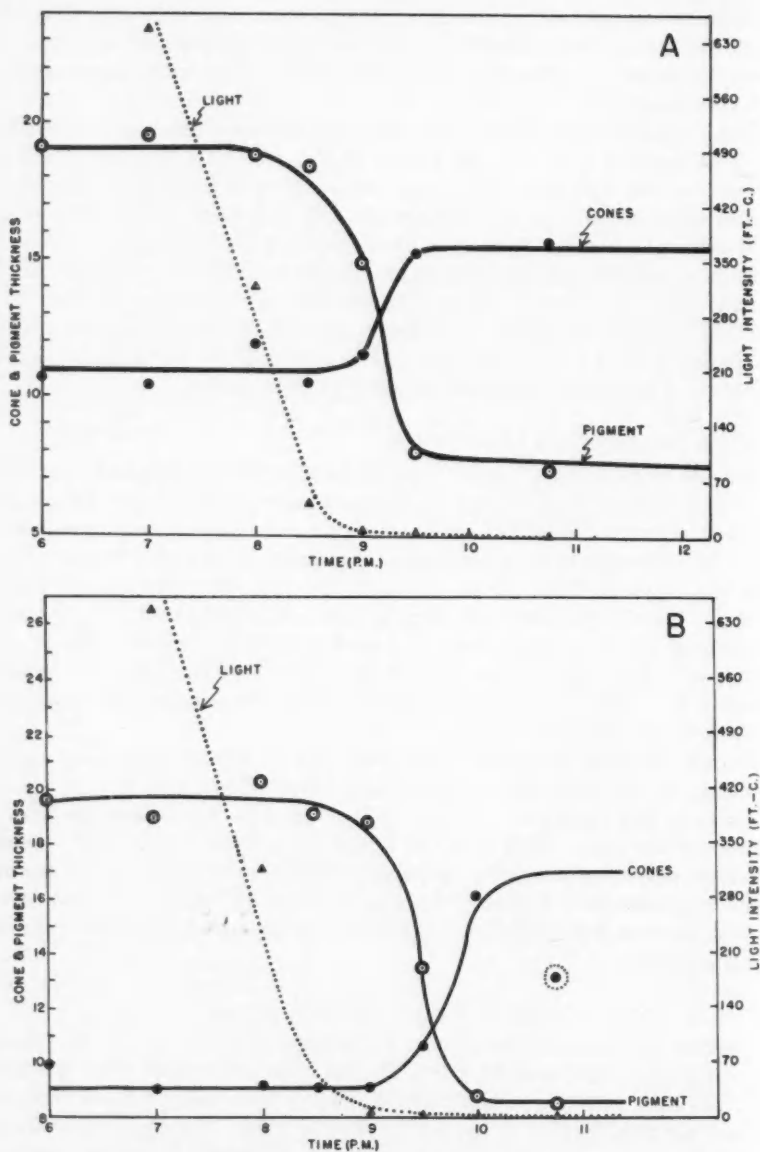 A
LIGHT
CONES
PIGMENT
CONE & PIGMENT THICKNESS
20
15
10
5
630
560
490
420
350
280
210
140
70
0
LIGHT INTENSITY (FT.-C.)
6 7 8 9 10 11 12
TIME (P.M.)
B
LIGHT
CONES
PIGMENT
CONE & PIGMENT THICKNESS
26
24
22
20
19
17
14
12
10
8
630
560
490
420
350
280
210
140
70
0
LIGHT INTENSITY (FT.-C.)
6 7 8 9 10 11
TIME (P.M.)